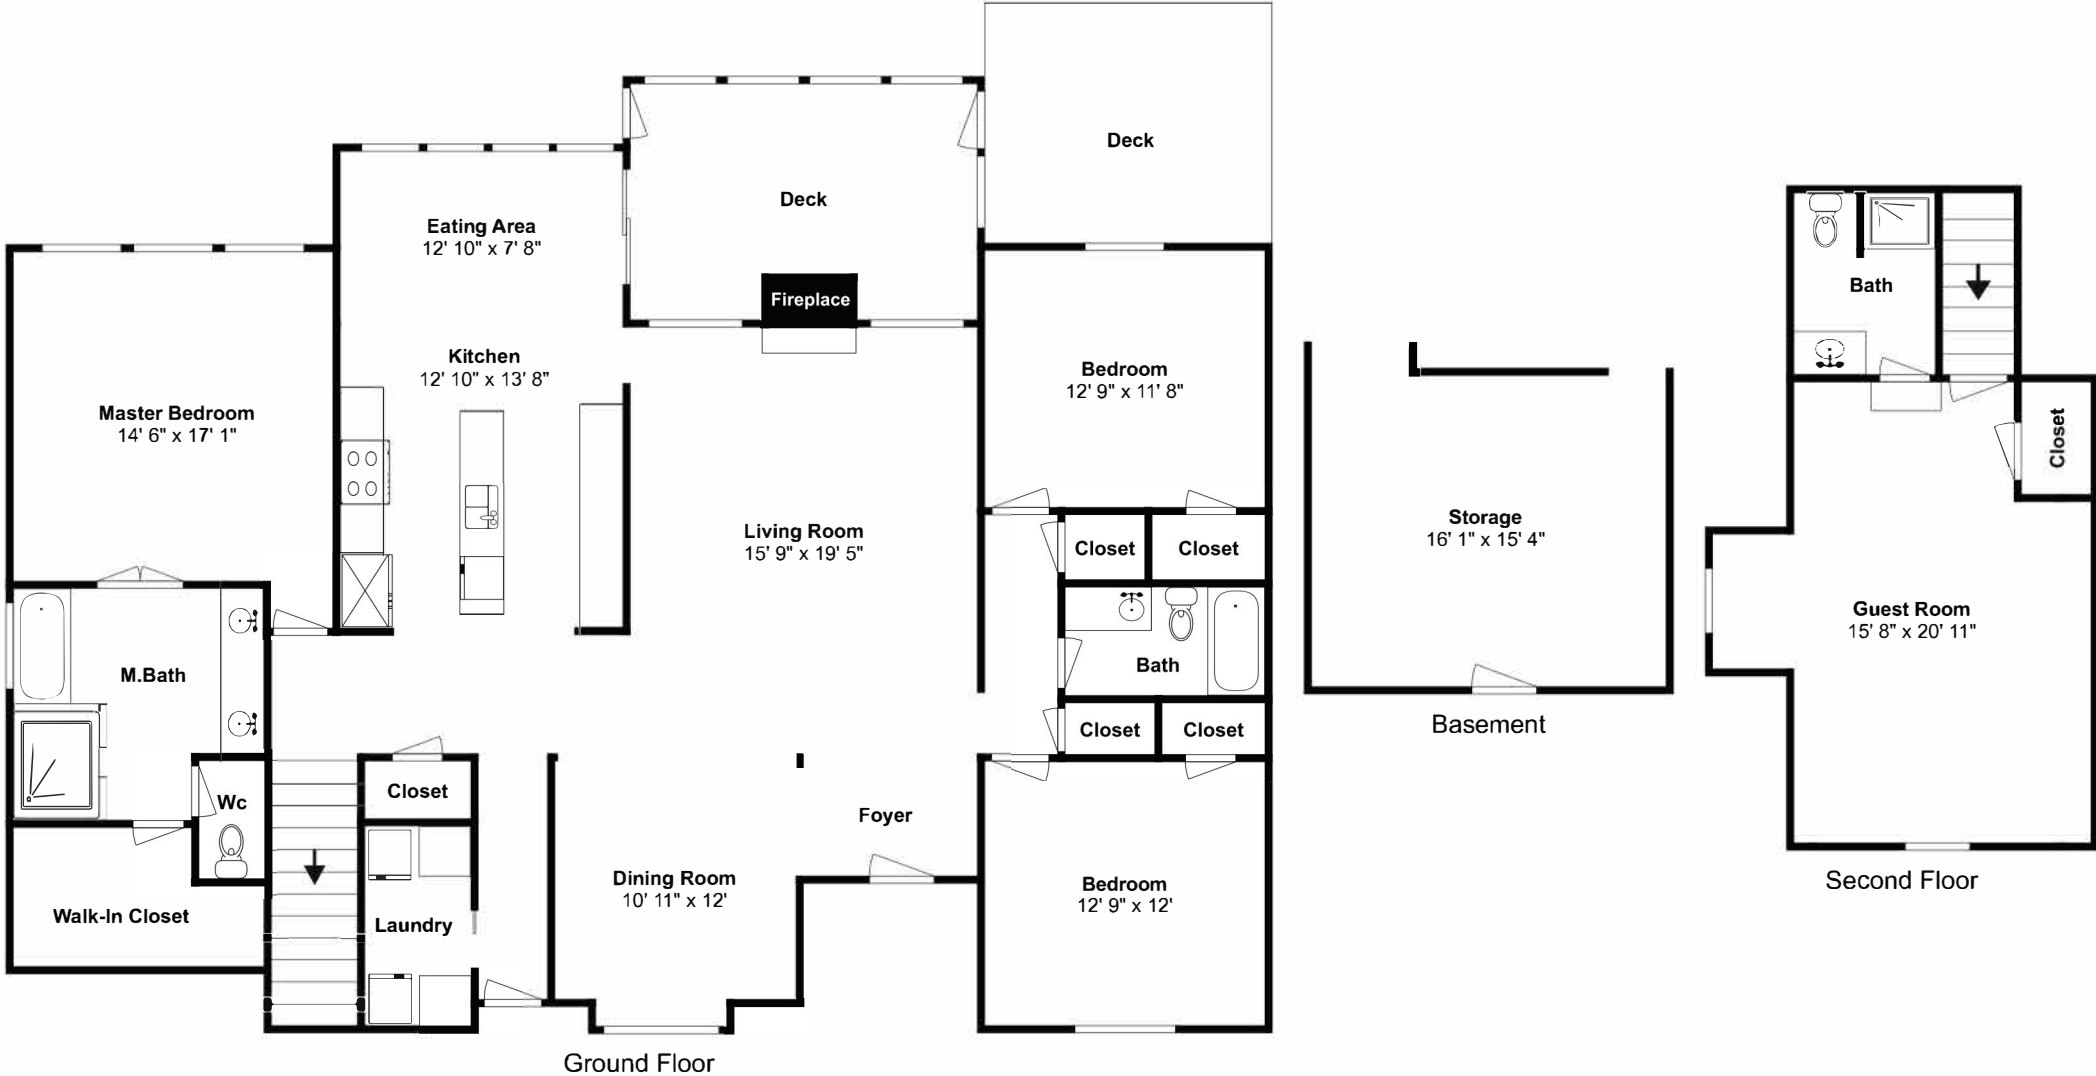 Deck
Deck
Eating Area
12' 10" x 7' 8"
Fireplace
Kitchen
12' 10" x 13' 8"
Master Bedroom
14' 6" x 17' 1"
Bedroom
12' 9" x 11' 8"
Living Room
15' 9" x 19' 5"
Closet
Closet
M.Bath
Bath
Closet
Closet
Closet
Wc
Foyer
Dining Room
10' 11" x 12'
Bedroom
12' 9" x 12'
Walk-In Closet
Laundry
Ground Floor
Storage
16' 1" x 15' 4"
Basement
Bath
Closet
Guest Room
15' 8" x 20' 11"
Second Floor